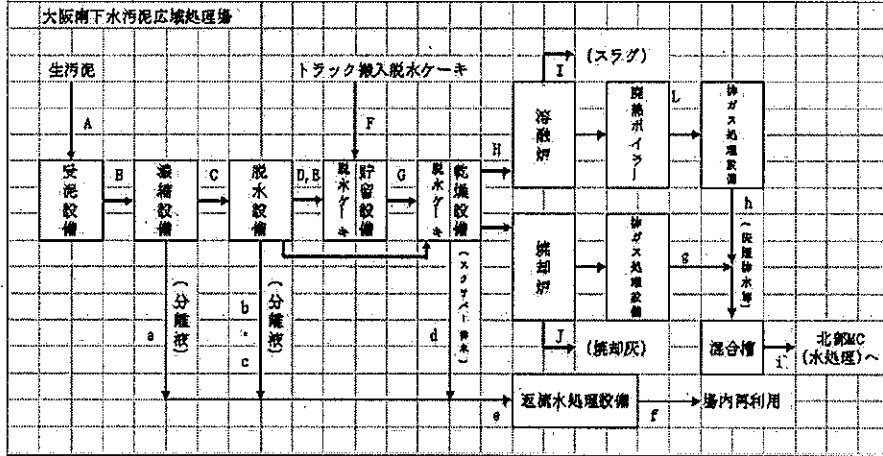 大阪南下水汚泥広域処理場
生汚泥
トラック搬入脱水ケーキ
(スラグ)
A
F
I
受泥設備
B
濃縮設備
C
脱水設備
D,E
脱水ケーキ
貯留設備
G
脱水ケーキ
乾燥設備
H
溶融炉
廃熱ボイラー
L
排ガス処理設備
焼却炉
排ガス処理設備
g
h
J
(焼却灰)
混合槽
i
北部MC
(水処理)へ
a
(分離液)
b・c
(分離液)
d
(スクラバー排水)
e
返流水処理設備
f
場内再利用